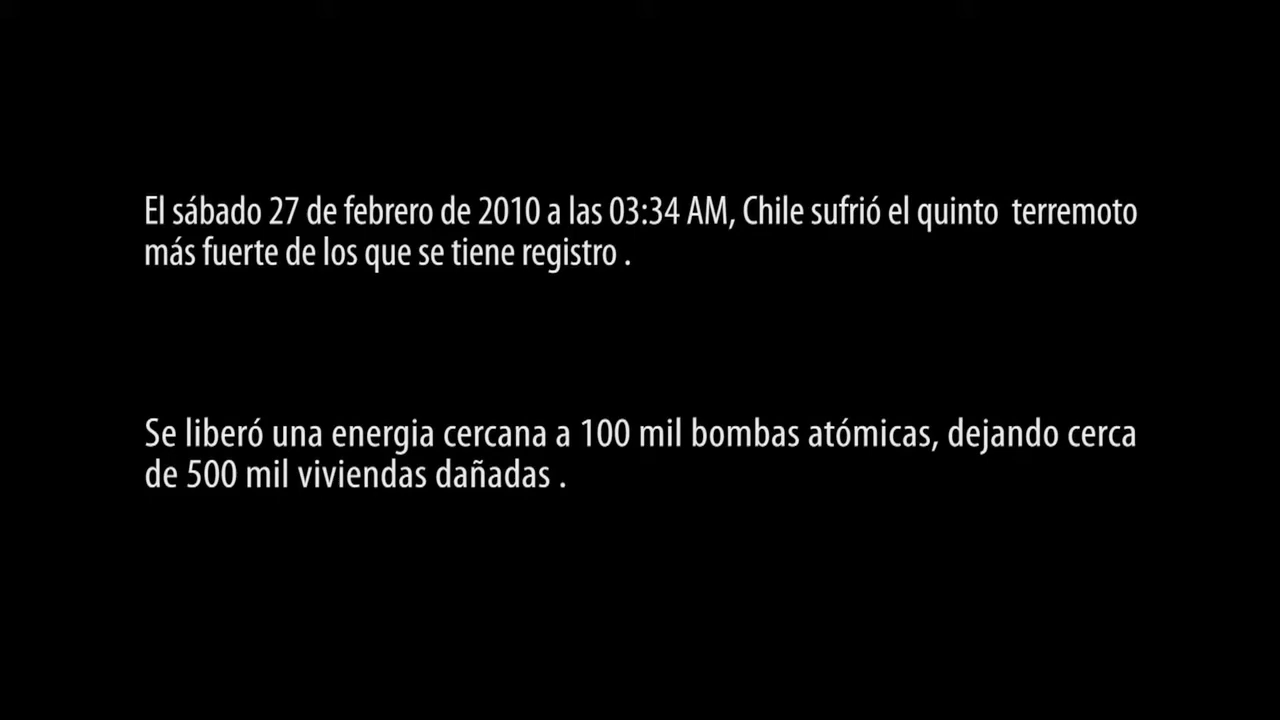 El sábado 27 de febrero de 2010 a las 03:34 AM, Chile sufrió el quinto  terremoto
más fuerte de los que se tiene registro .
Se liberó una energia cercana a 100 mil bombas atómicas, dejando cerca
de 500 mil viviendas dañadas .